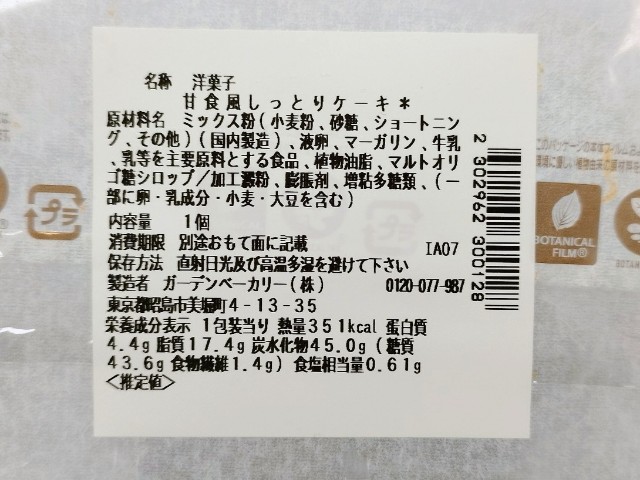 名称 洋菓子
甘食風しっとりケーキ*
原材料名 ミックス粉(小麦粉、砂糖、ショートニン
グ、その他)(国内製造)、液卵、マーガリン、牛乳
、乳等を主要原料とする食品、植物油脂、マルトオリ
ゴ糖シロップ/加工澱粉、膨張剤、増粘多糖類、(一
部に卵・乳成分・小麦・大豆を含む)
内容量 1個
消費期限 別途おもて面に記載
IA07
保存方法 直射日光及び高温多湿を避けて下さい
製造者 ガーデンベーカリー(株) 0120-077-987
東京都昭島市美堀町4-13-35
栄養成分表示 1包装当り 熱量351kcal 蛋白質
4.4g 脂質17.4g 炭水化物45.0g(糖質
43.6g 食物繊維1.4g) 食塩相当量0.61g
<推定値>
2 302962 300128
プラ
BOTANICAL
FILM®